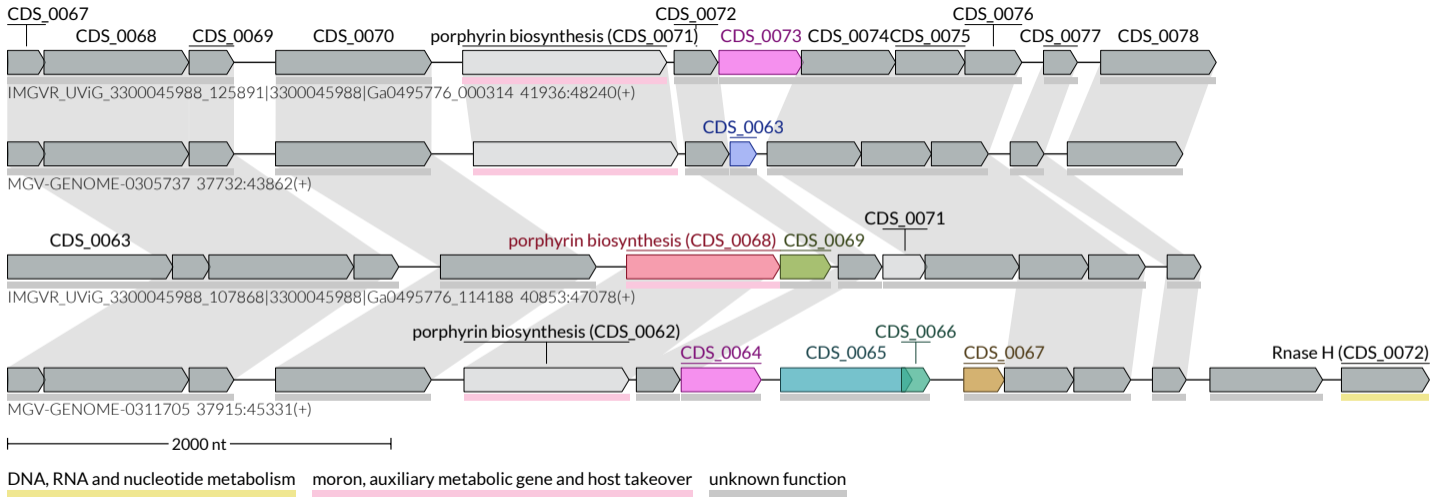 CDS_0067 CDS_0072 CDS_0076
CDS_0068 CDS_0069 CDS_0070 porphyrin biosynthesis (CDS_0071) CDS_0073 CDS_0074 CDS_0075 CDS_0077 CDS_0078
IMGVR_UViG_3300045988_125891|3300045988|Ga0495776_000314 41936:48240(+)
CDS_0063
MGV-GENOME-0305737 37732:43862(+)
CDS_0071
CDS_0063 porphyrin biosynthesis (CDS_0068) CDS_0069
IMGVR_UViG_3300045988_107868|3300045988|Ga0495776_114188 40853:47078(+)
porphyrin biosynthesis (CDS_0062) CDS_0066
CDS_0064 CDS_0065 CDS_0067 Rnase H (CDS_0072)
MGV-GENOME-0311705 37915:45331(+)
2000 nt
DNA, RNA and nucleotide metabolism moron, auxiliary metabolic gene and host takeover unknown function